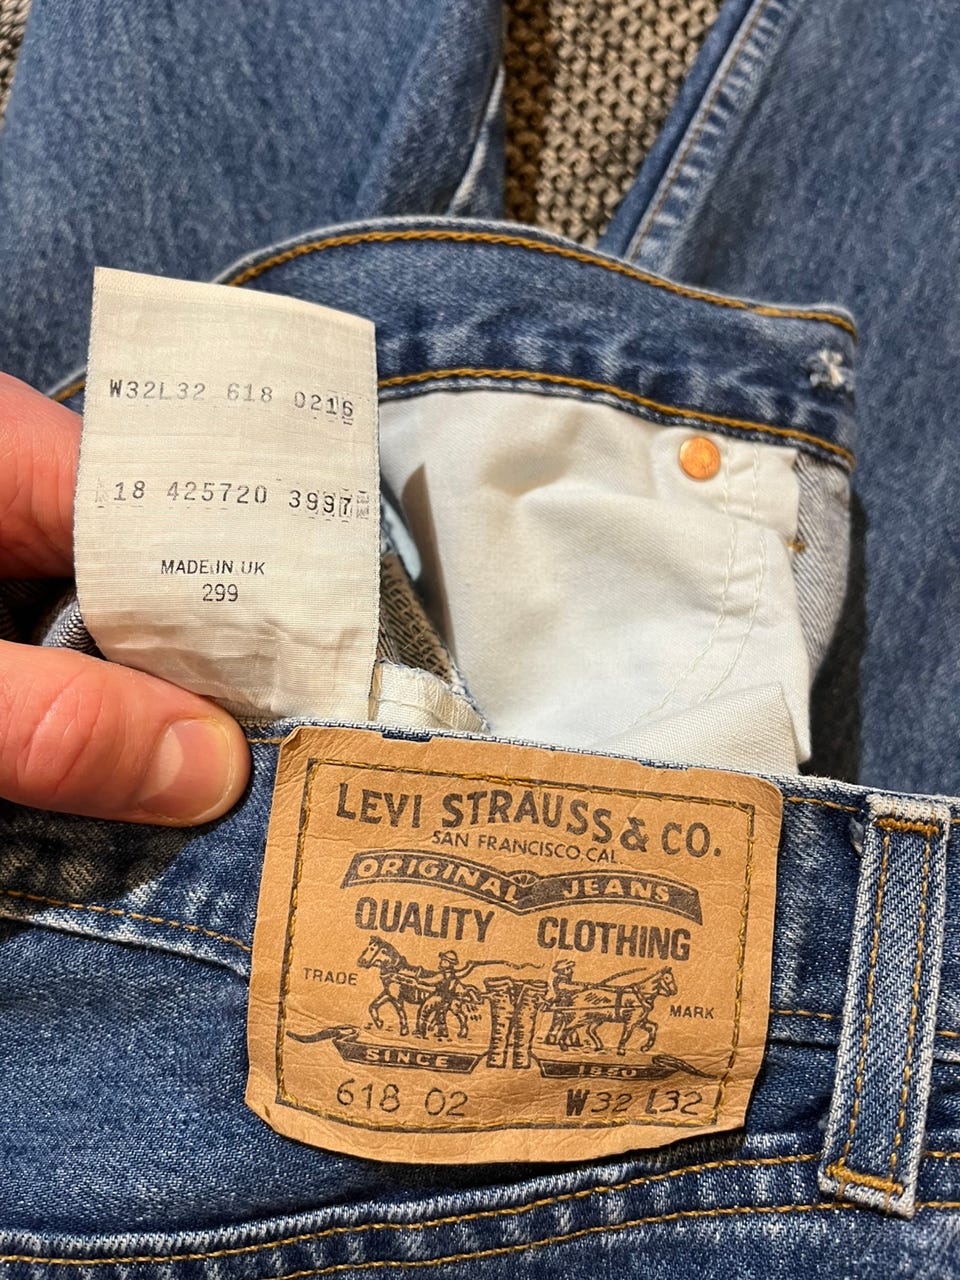 W32L32 618 0216
18 425720 3997
MADE IN UK
299
LEVI STRAUSS & CO.
SAN FRANCISCO, CAL.
ORIGINAL JEANS
QUALITY CLOTHING
TRADE MARK
SINCE 1850
618 02 W32 L32